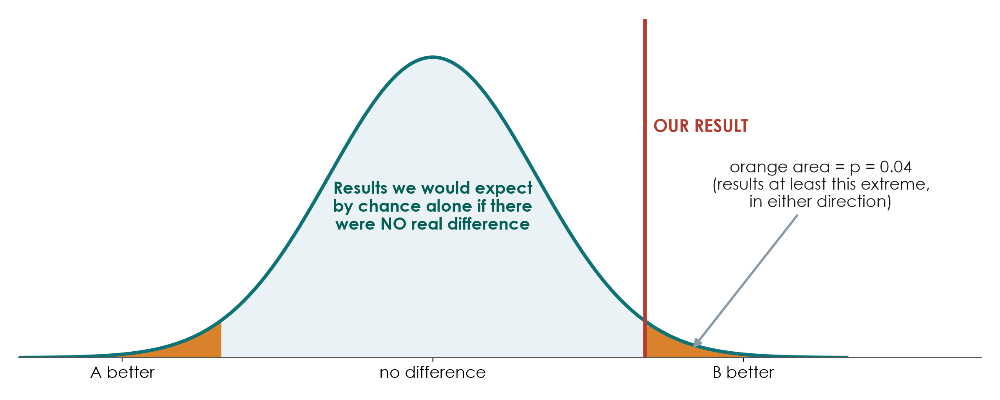 OUR RESULT
orange area = p = 0.04
(results at least this extreme,
in either direction)
Results we would expect
by chance alone if there
were NO real difference
A better
no difference
B better